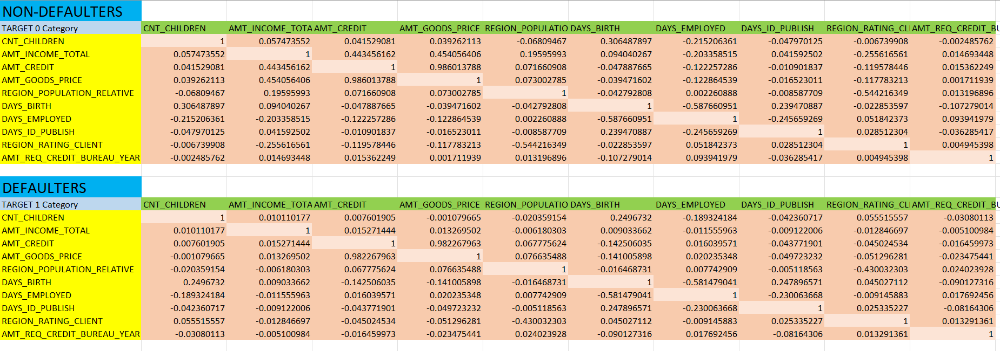 NON-DEFAULTERS
TARGET 0 Category CNT_CHILDREN AMT_INCOME_TOTA AMT_CREDIT AMT_GOODS_PRICE REGION_POPULATIO DAYS_BIRTH DAYS_EMPLOYED DAYS_ID_PUBLISH REGION_RATING_CLI AMT_REQ_CREDIT_BU
CNT_CHILDREN 1 0.057473552 0.041529081 0.039262113 -0.06809467 0.306487897 -0.215206361 -0.047970125 -0.006739908 -0.002485762
AMT_INCOME_TOTAL 0.057473552 1 0.443456162 0.454056406 0.19595993 0.094040267 -0.203358515 0.041592502 -0.255616561 0.014693448
AMT_CREDIT 0.041529081 0.443456162 1 0.986013788 0.071660908 -0.047887665 -0.122257286 -0.010901837 -0.119578446 0.015362249
AMT_GOODS_PRICE 0.039262113 0.454056406 0.986013788 1 0.073002785 -0.039471602 -0.122864539 -0.016523011 -0.117783213 0.001711939
REGION_POPULATION_RELATIVE -0.06809467 0.19595993 0.071660908 0.073002785 1 -0.042792808 0.002260888 -0.008587709 -0.544216349 0.013196896
DAYS_BIRTH 0.306487897 0.094040267 -0.047887665 -0.039471602 -0.042792808 1 -0.587660951 0.239470887 -0.022853597 -0.107279014
DAYS_EMPLOYED -0.215206361 -0.203358515 -0.122257286 -0.122864539 0.002260888 -0.587660951 1 -0.245659269 0.051842373 0.093941979
DAYS_ID_PUBLISH -0.047970125 0.041592502 -0.010901837 -0.016523011 -0.008587709 0.239470887 -0.245659269 1 0.028512304 -0.036285417
REGION_RATING_CLIENT -0.006739908 -0.255616561 -0.119578446 -0.117783213 -0.544216349 -0.022853597 0.051842373 0.028512304 1 0.004945398
AMT_REQ_CREDIT_BUREAU_YEAR -0.002485762 0.014693448 0.015362249 0.001711939 0.013196896 -0.107279014 0.093941979 -0.036285417 0.004945398 1
DEFAULTERS
TARGET 1 Category CNT_CHILDREN AMT_INCOME_TOTA AMT_CREDIT AMT_GOODS_PRICE REGION_POPULATIO DAYS_BIRTH DAYS_EMPLOYED DAYS_ID_PUBLISH REGION_RATING_CLI AMT_REQ_CREDIT_BU
CNT_CHILDREN 1 0.010110177 0.007601905 -0.001079665 -0.020359154 0.2496732 -0.189324184 -0.042360717 0.055515557 -0.03080113
AMT_INCOME_TOTAL 0.010110177 1 0.015271444 0.013269502 -0.006180303 0.009033662 -0.011555963 -0.009122006 -0.012846697 -0.005100984
AMT_CREDIT 0.007601905 0.015271444 1 0.982267963 0.067775624 -0.142506035 0.016039571 -0.043771901 -0.045024534 -0.016459973
AMT_GOODS_PRICE -0.001079665 0.013269502 0.982267963 1 0.076635488 -0.141005898 0.020235348 -0.049723232 -0.051296281 -0.023475441
REGION_POPULATION_RELATIVE -0.020359154 -0.006180303 0.067775624 0.076635488 1 -0.016468731 0.007742909 -0.005118563 -0.430032303 0.024023928
DAYS_BIRTH 0.2496732 0.009033662 -0.142506035 -0.141005898 -0.016468731 1 -0.581479041 0.247896571 0.045027112 -0.090127316
DAYS_EMPLOYED -0.189324184 -0.011555963 0.016039571 0.020235348 0.007742909 -0.581479041 1 -0.230063668 -0.009145883 0.017692456
DAYS_ID_PUBLISH -0.042360717 -0.009122006 -0.043771901 -0.049723232 -0.005118563 0.247896571 -0.230063668 1 0.025335227 -0.08164306
REGION_RATING_CLIENT 0.055515557 -0.012846697 -0.045024534 -0.051296281 -0.430032303 0.045027112 -0.009145883 0.025335227 1 0.013291361
AMT_REQ_CREDIT_BUREAU_YEAR -0.03080113 -0.005100984 -0.016459973 -0.023475441 0.024023928 -0.090127316 0.017692456 -0.08164306 0.013291361 1